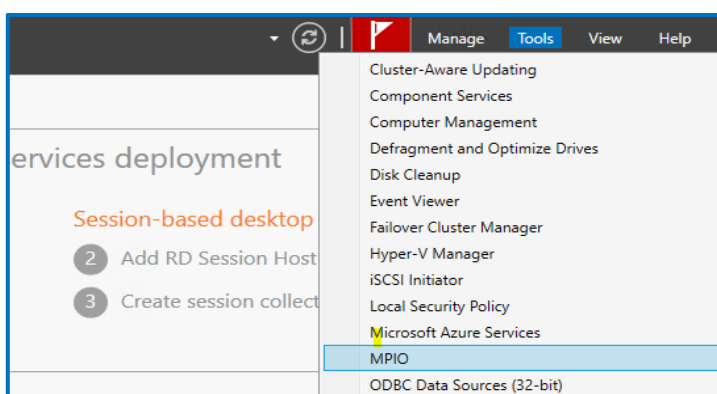 Manage Tools View Help
Cluster-Aware Updating
Component Services
Computer Management
Defragment and Optimize Drives
Disk Cleanup
Event Viewer
Failover Cluster Manager
Hyper-V Manager
iSCSI Initiator
Local Security Policy
Microsoft Azure Services
MPIO
ODBC Data Sources (32-bit)
ervices deployment
Session-based desktop
2 Add RD Session Host
3 Create session collect